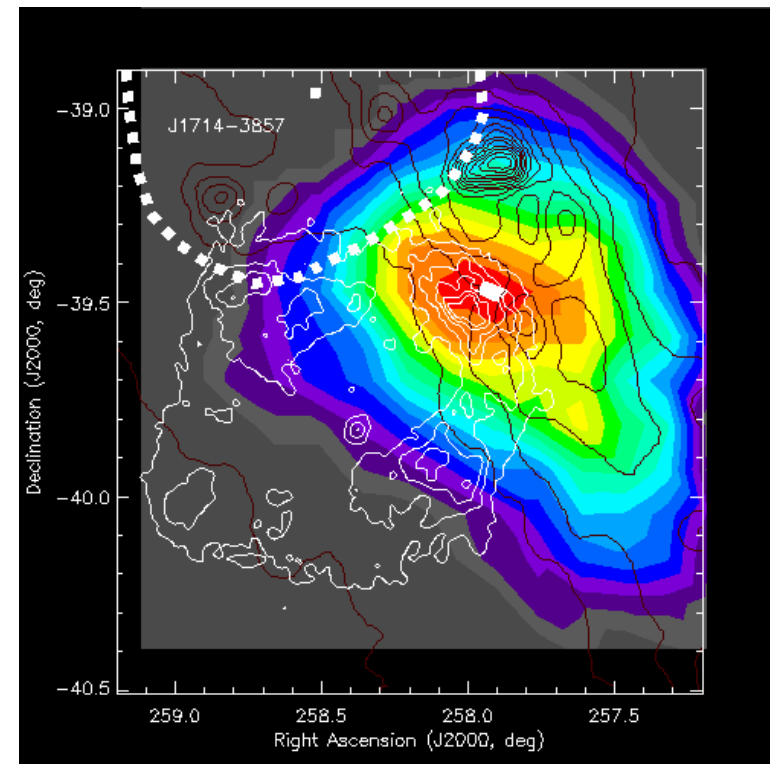 −39.0
J1714−3857
−39.5
−40.0
−40.5
259.0 258.5 258.0 257.5
Right Ascension (J2000, deg)
Declination (J2000, deg)